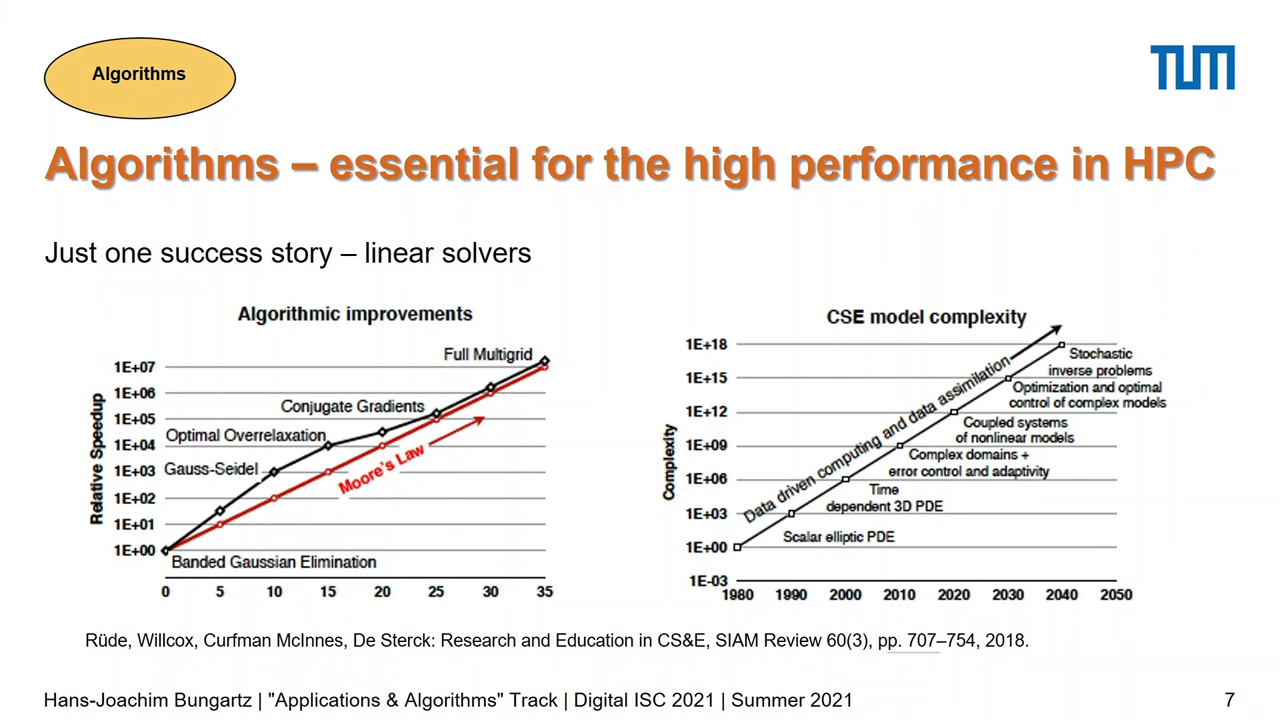 Algorithms
TUM
Algorithms – essential for the high performance in HPC
Just one success story – linear solvers
Algorithmic improvements
Relative Speedup
1E+07
1E+06
1E+05
1E+04
1E+03
1E+02
1E+01
1E+00
Full Multigrid
Conjugate Gradients
Optimal Overrelaxation
Gauss-Seidel
Moore's Law
Banded Gaussian Elimination
0 5 10 15 20 25 30 35
CSE model complexity
Complexity
1E+18
1E+15
1E+12
1E+09
1E+06
1E+03
1E+00
1E-03
Data driven computing and data assimilation
Stochastic
inverse problems
Optimization and optimal
control of complex models
Coupled systems
of nonlinear models
Complex domains +
error control and adaptivity
Time
dependent 3D PDE
Scalar elliptic PDE
1980 1990 2000 2010 2020 2030 2040 2050
Rüde, Willcox, Curfman McInnes, De Sterck: Research and Education in CS&E, SIAM Review 60(3), pp. 707–754, 2018.
Hans-Joachim Bungartz | "Applications & Algorithms" Track | Digital ISC 2021 | Summer 2021
7